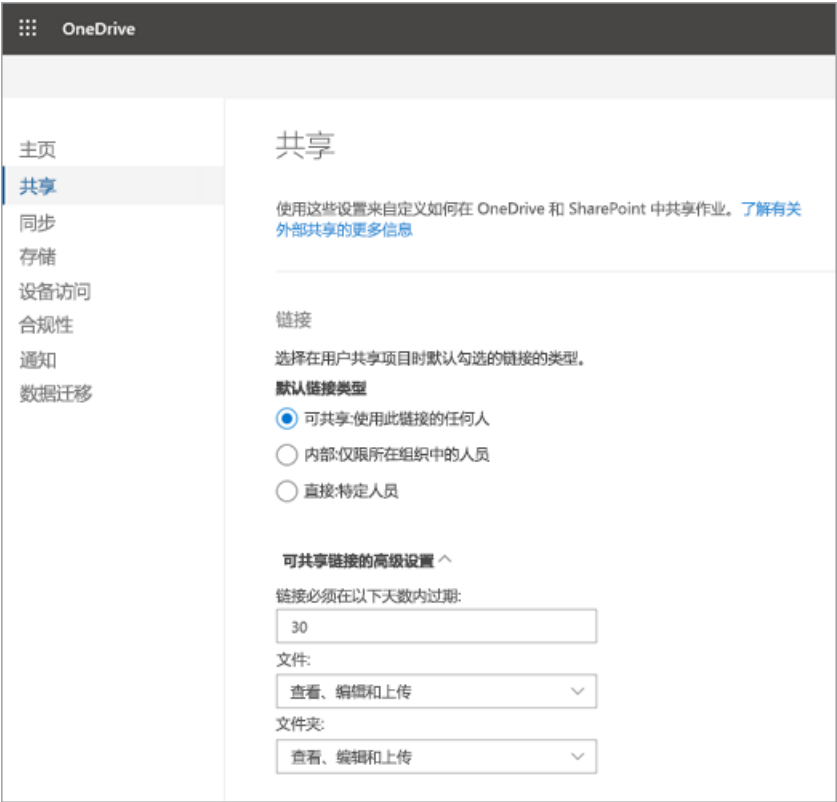 OneDrive
主页
共享
同步
存储
设备访问
合规性
通知
数据迁移
共享
使用这些设置来自定义如何在 OneDrive 和 SharePoint 中共享作业。了解有关
外部共享的更多信息
链接
选择在用户共享项目时默认勾选的链接的类型。
默认链接类型
可共享:使用此链接的任何人
内部:仅限所在组织中的人员
直接:特定人员
可共享链接的高级设置
链接必须在以下天数内过期:
30
文件:
查看、编辑和上传
文件夹:
查看、编辑和上传